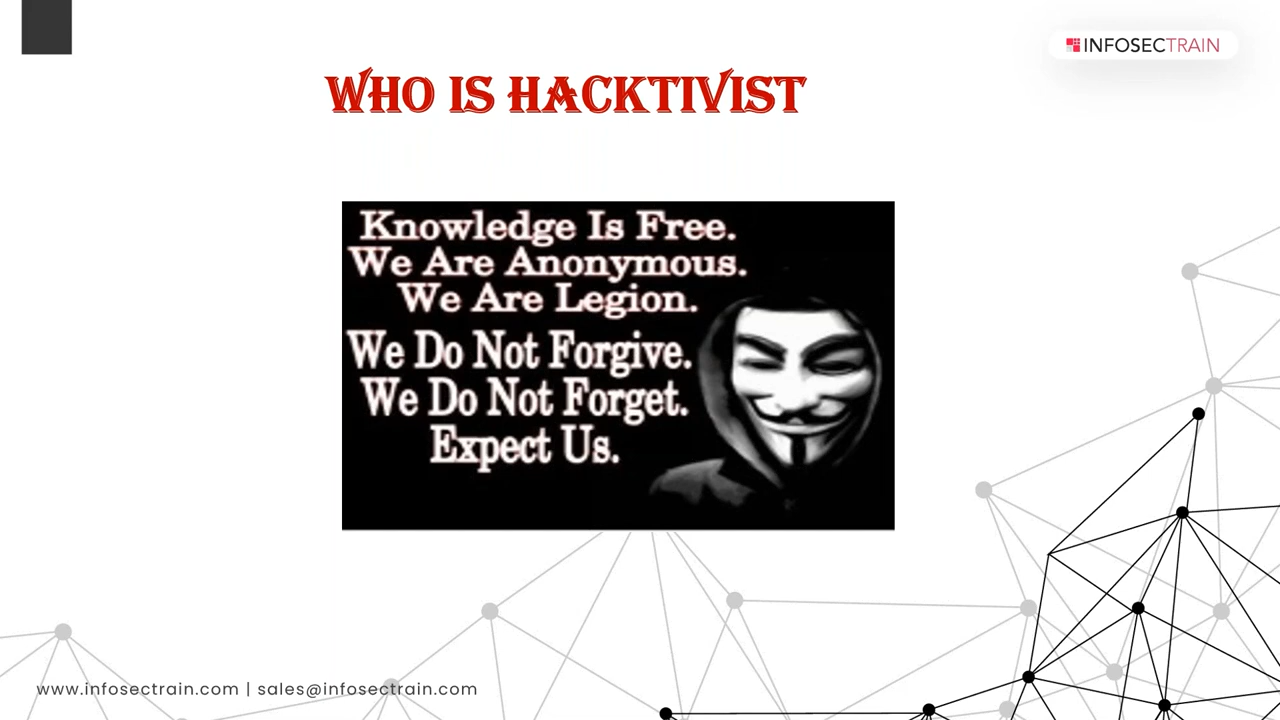 INFOSECTRAIN
WHO IS HACKTIVIST
Knowledge Is Free.
We Are Anonymous.
We Are Legion.
We Do Not Forgive.
We Do Not Forget.
Expect Us.
www.infosectrain.com | sales@infosectrain.com